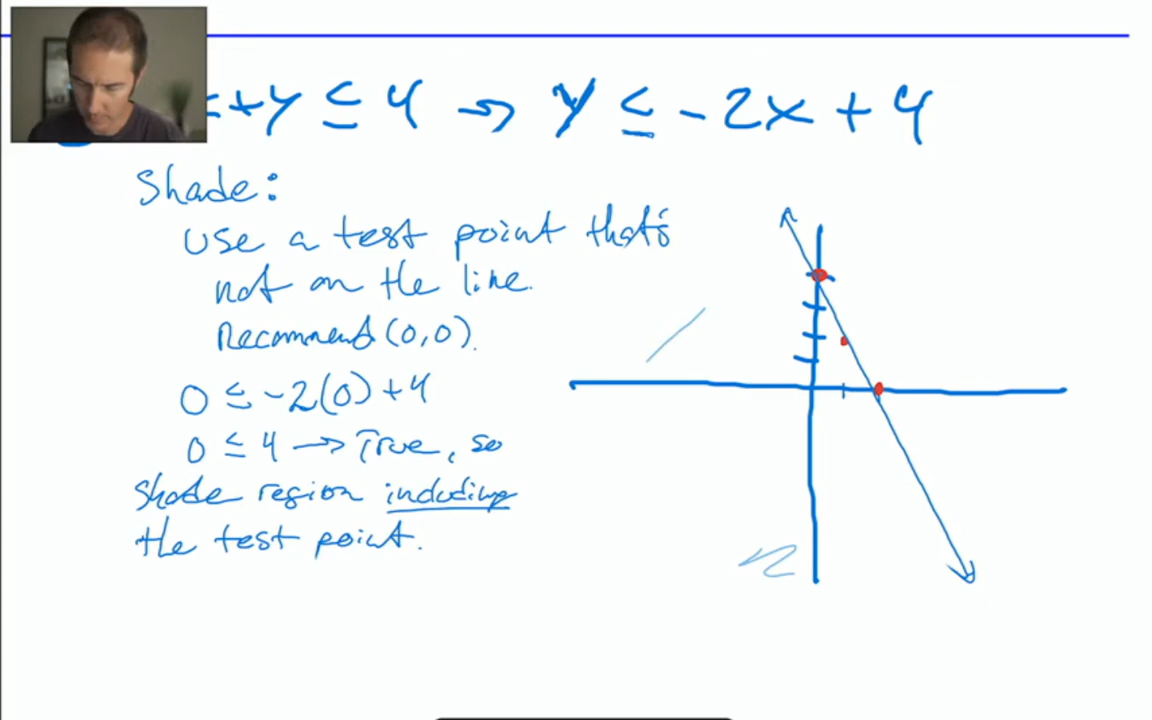 +y ≤ 4 → y ≤ -2x + 4
Shade:
Use a test point that's
not on the line.
Recommend (0,0).
0 ≤ -2(0) + 4
0 ≤ 4 → True, so
shade region including
the test point.